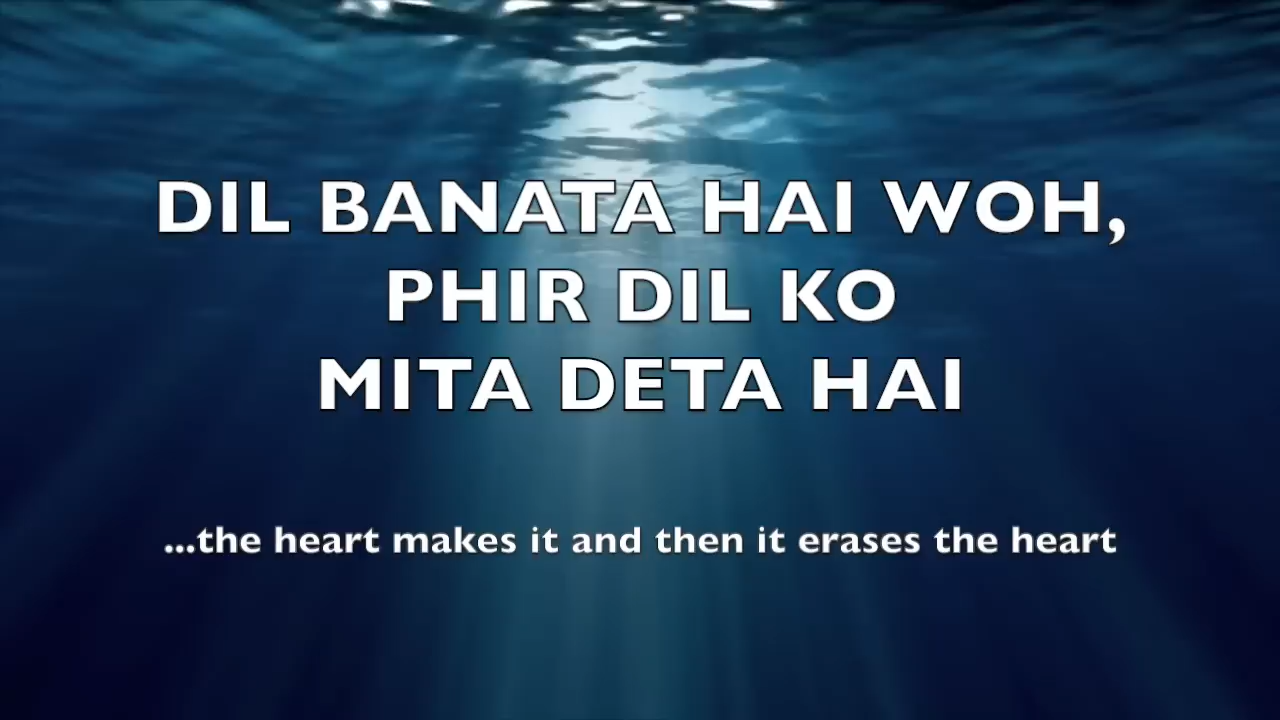 DIL BANATA HAI WOH,
PHIR DIL KO
MITA DETA HAI
...the heart makes it and then it erases the heart